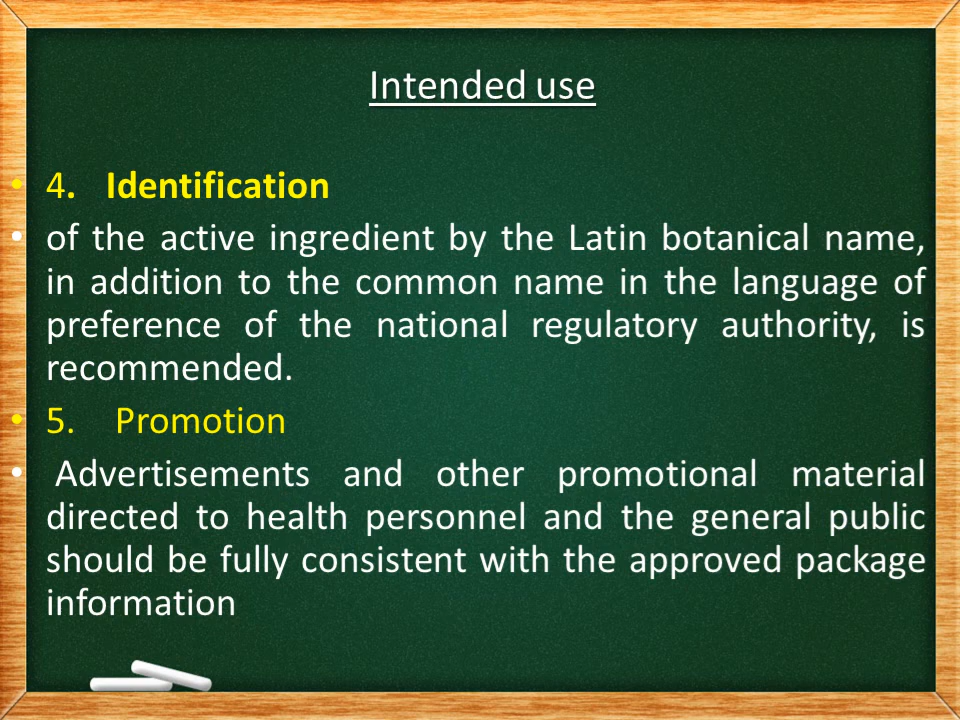 Intended use
• 4. Identification
• of the active ingredient by the Latin botanical name,
in addition to the common name in the language of
preference of the national regulatory authority, is
recommended.
• 5. Promotion
• Advertisements and other promotional material
directed to health personnel and the general public
should be fully consistent with the approved package
information